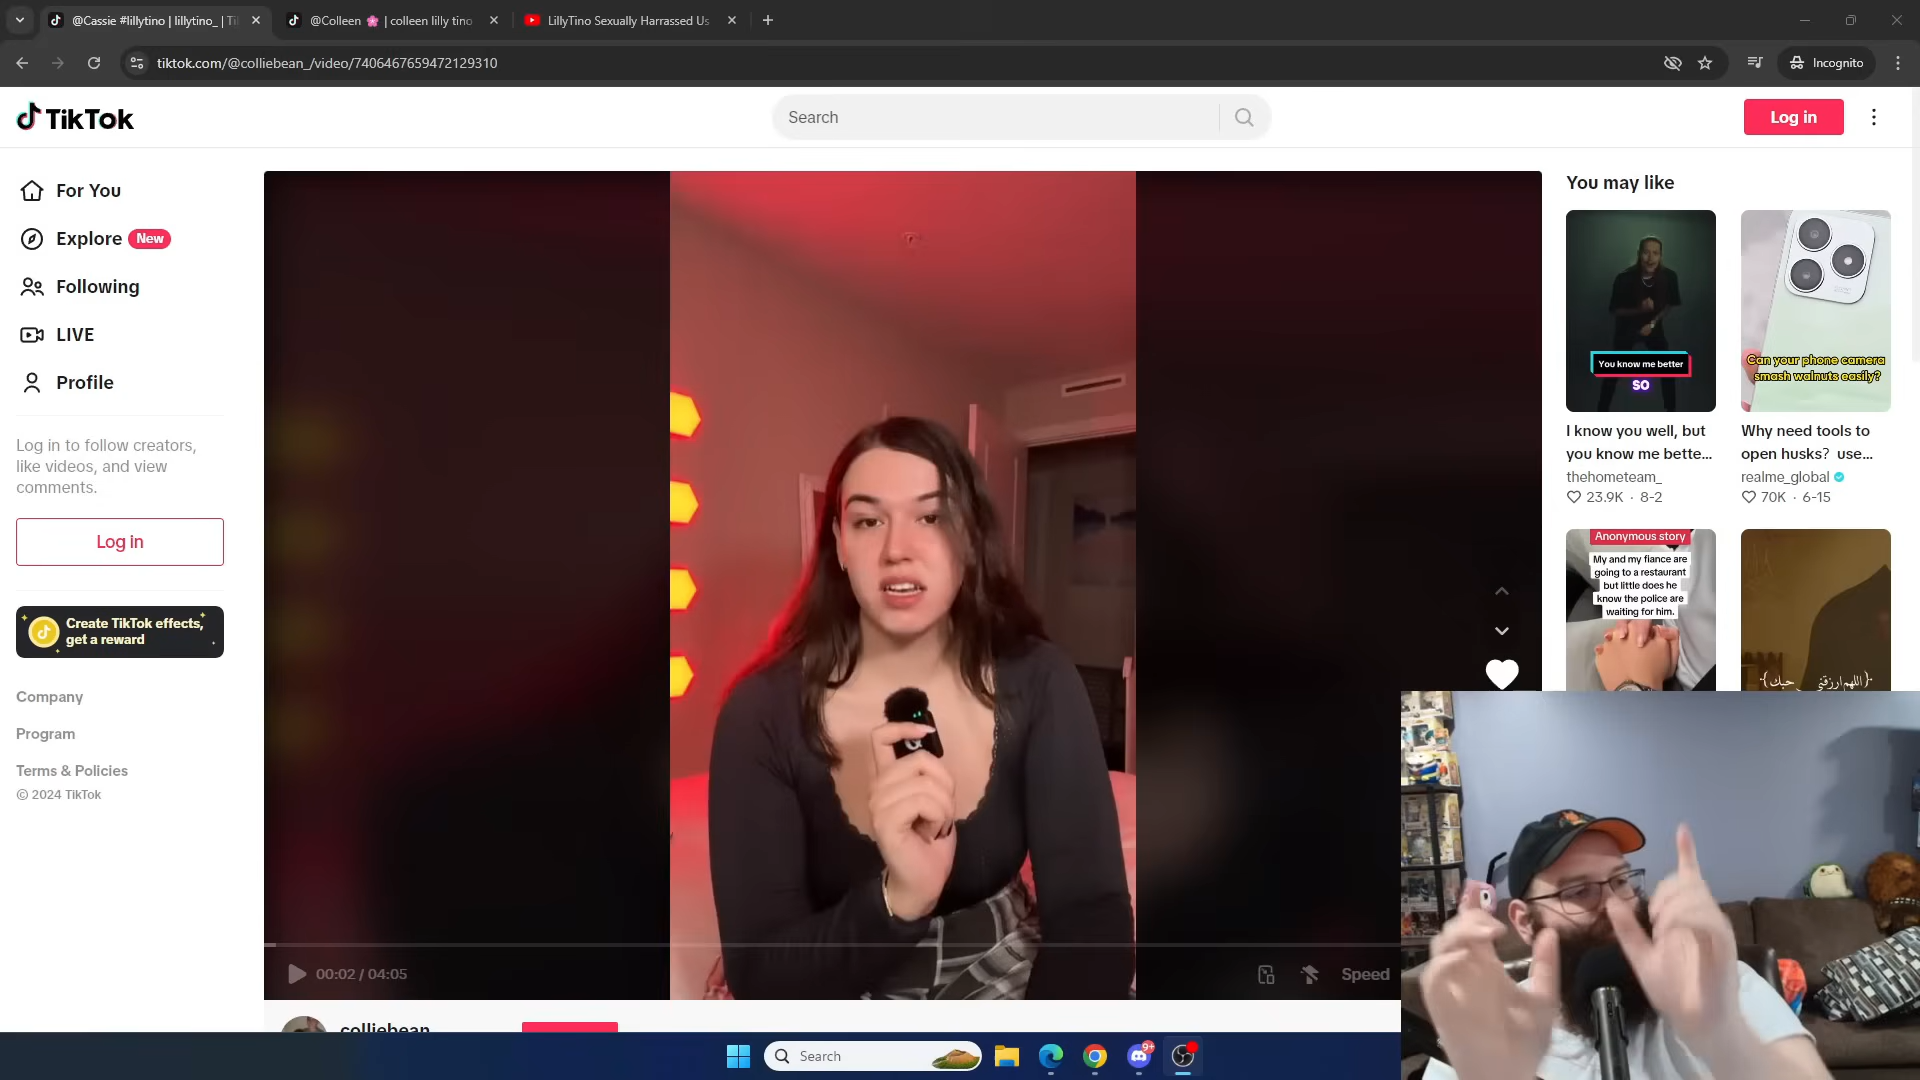 @Cassie #lillytino | lillytino_ | Ti
@Colleen 🌸 | colleen lilly tino
LillyTino Sexually Harrassed Us
tiktok.com/@colliebean_/video/7406467659472129310
Incognito
TikTok
Search
Log in
For You
Explore New
Following
LIVE
Profile
Log in to follow creators,
like videos, and view
comments.
Log in
Create TikTok effects,
get a reward
Company
Program
Terms & Policies
© 2024 TikTok
00:02 / 04:05
Speed
colliebean_
You may like
You know me better
SO
I know you well, but
you know me bette...
thehometeam_
23.9K · 8-2
Can your phone camera
smash walnuts easily?
Why need tools to
open husks? use...
realme_global
70K · 6-15
Anonymous story
My and my fiance are
going to a restaurant
but little does he
know the police are
waiting for him.
Search
9+